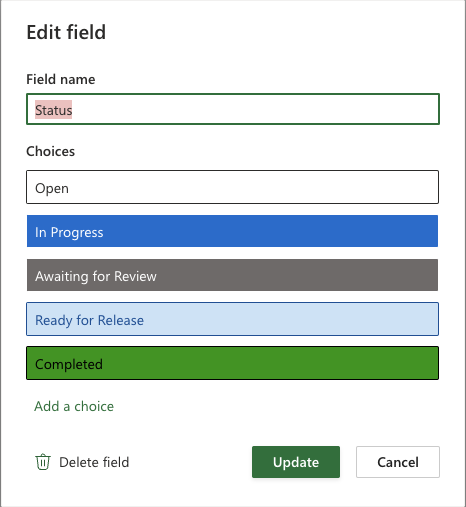 Edit field
Field name
Status
Choices
Open
In Progress
Awaiting for Review
Ready for Release
Completed
Add a choice
Delete field
Update
Cancel